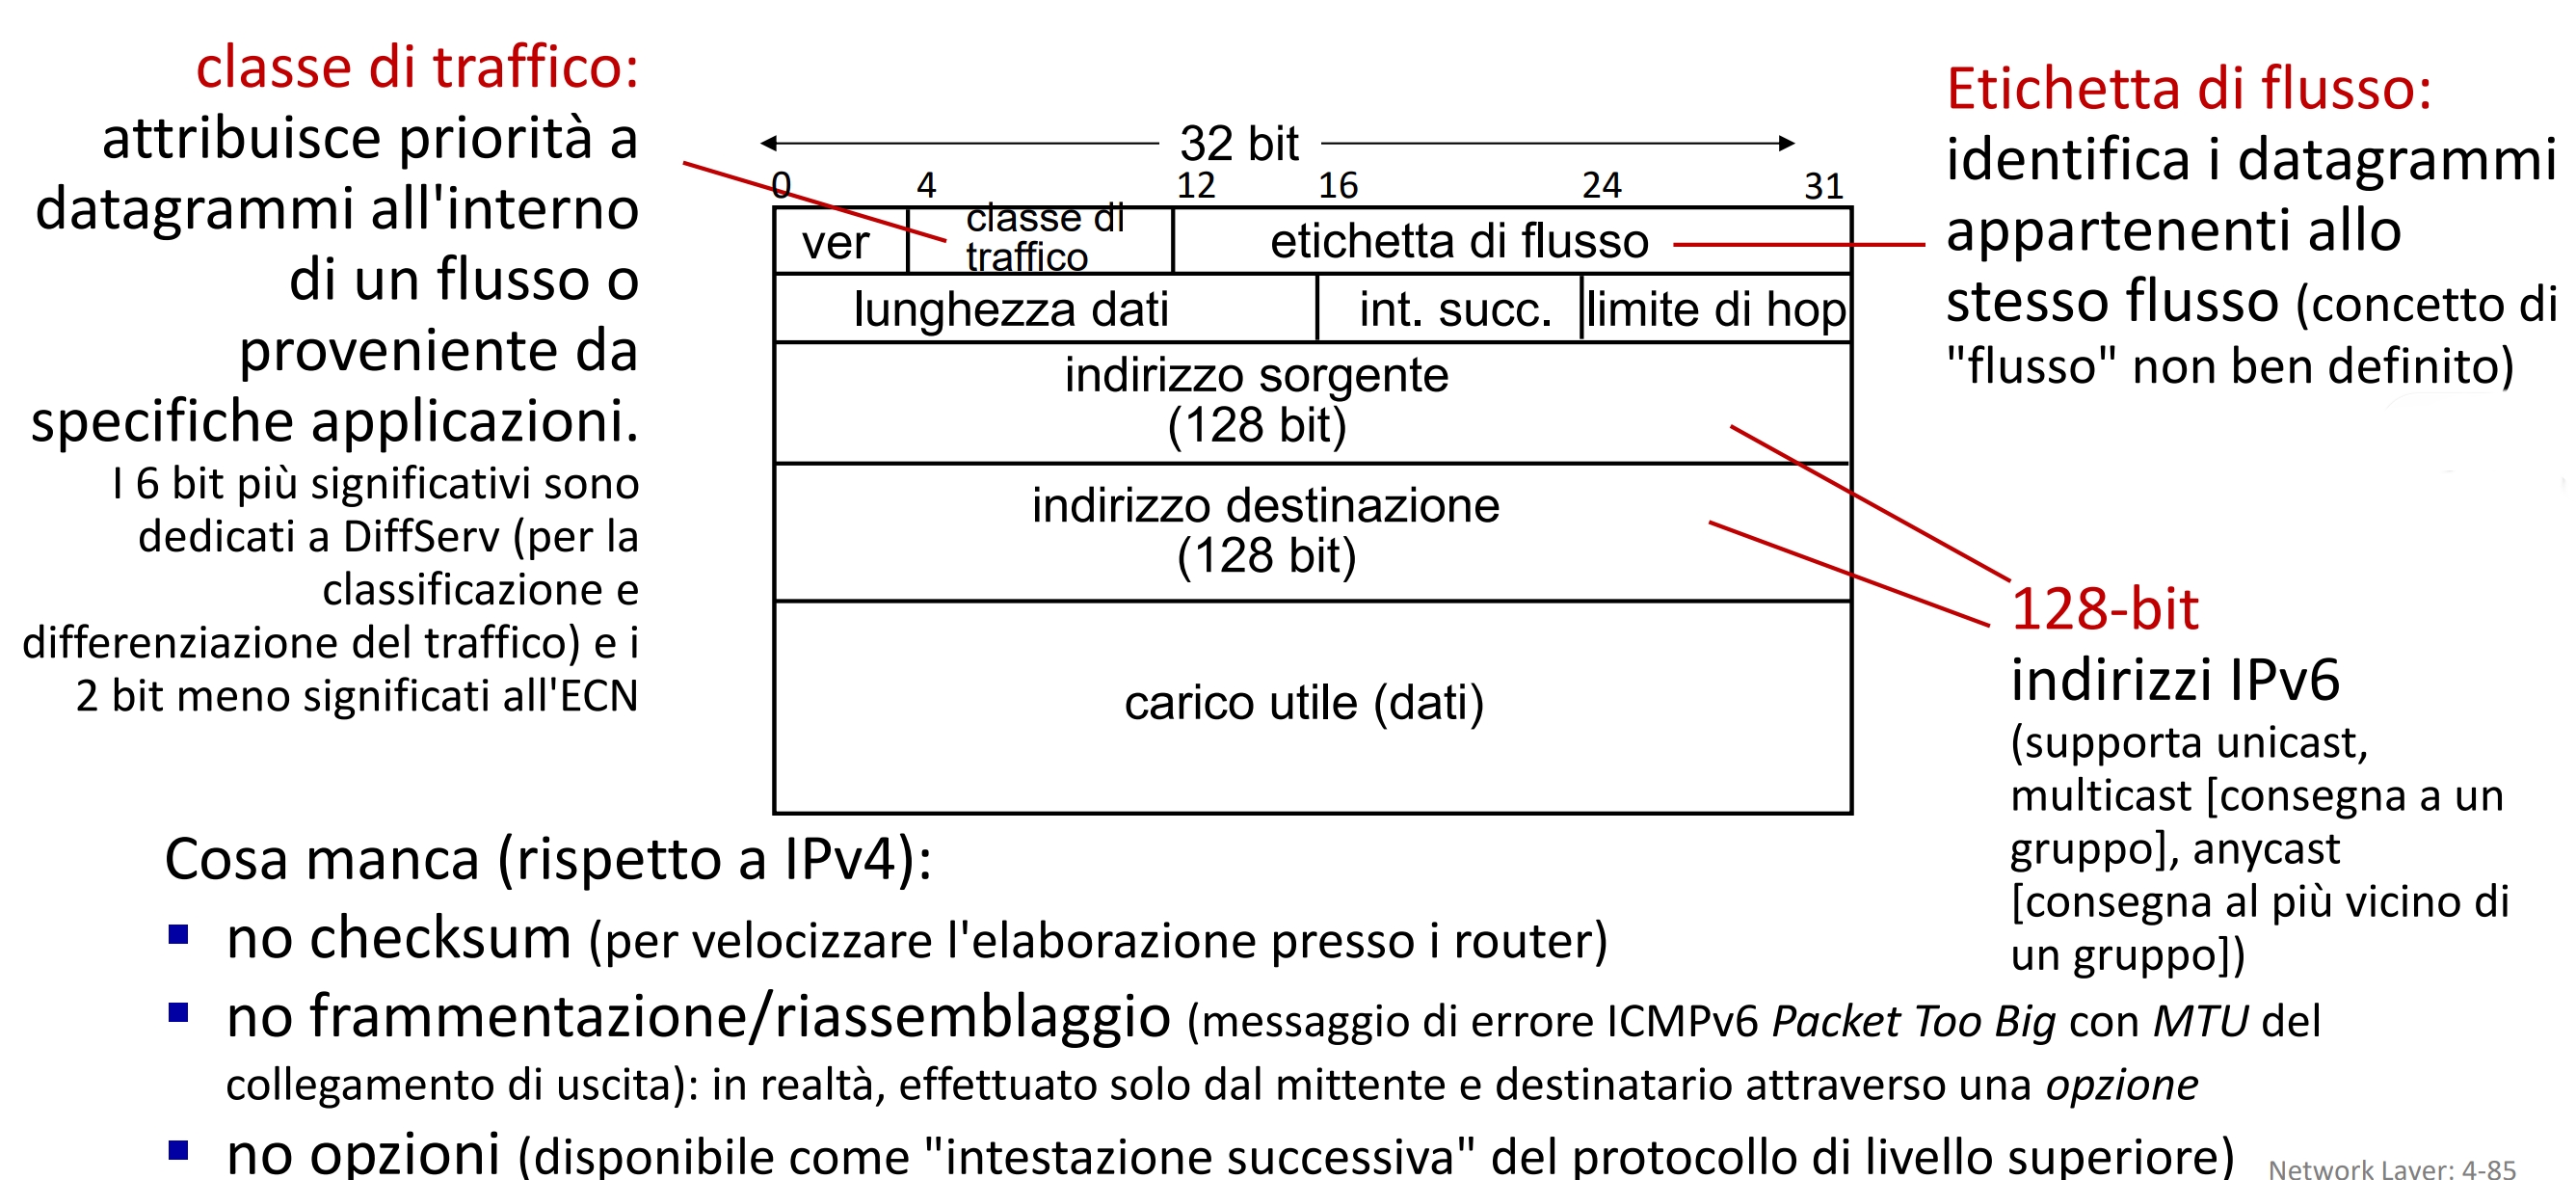 classe di traffico:
attribuisce priorità a
datagrammi all'interno
di un flusso o
proveniente da
specifiche applicazioni.
I 6 bit più significativi sono
dedicati a DiffServ (per la
classificazione e
differenziazione del traffico) e i
2 bit meno significati all'ECN
32 bit
0 4 12 16 24 31
ver
classe di
traffico
etichetta di flusso
lunghezza dati
int. succ.
limite di hop
indirizzo sorgente
(128 bit)
indirizzo destinazione
(128 bit)
carico utile (dati)
Etichetta di flusso:
identifica i datagrammi
appartenenti allo
stesso flusso (concetto di
"flusso" non ben definito)
128-bit
indirizzi IPv6
(supporta unicast,
multicast [consegna a un
gruppo], anycast
[consegna al più vicino di
un gruppo])
Cosa manca (rispetto a IPv4):
▪ no checksum (per velocizzare l'elaborazione presso i router)
▪ no frammentazione/riassemblaggio (messaggio di errore ICMPv6 Packet Too Big con MTU del
collegamento di uscita): in realtà, effettuato solo dal mittente e destinatario attraverso una opzione
▪ no opzioni (disponibile come "intestazione successiva" del protocollo di livello superiore)
Network Layer: 4-85